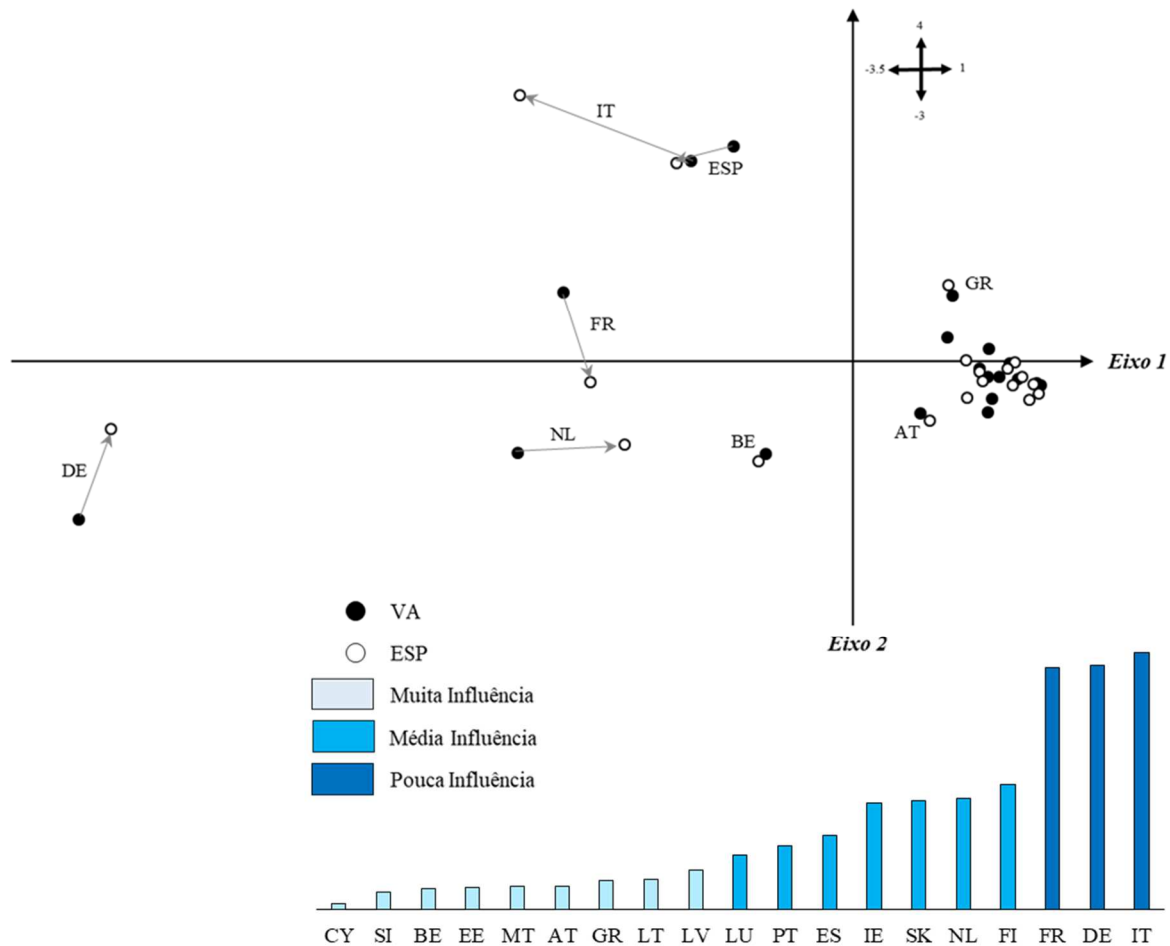 4
-3.5
1
-3
IT
ESP
GR
FR
Eixo 1
AT
NL
BE
DE
VA
Eixo 2
ESP
Muita Influência
Média Influência
Pouca Influência
CY SI BE EE MT AT GR LT LV LU PT ES IE SK NL FI FR DE IT